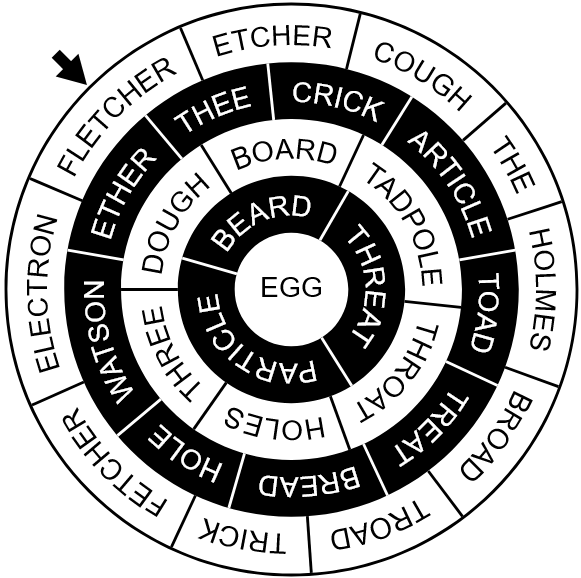 FLETCHER
ETCHER
COUGH
THE
HOLMES
BROAD
TROAD
TRICK
FETCHER
ELECTRON
ETHER
THEE
CRICK
ARTICLE
TOAD
TREAT
BREAD
HOLE
WATSON
DOUGH
BOARD
TADPOLE
THROAT
HOLES
THREE
BEARD
THREAT
PARTICLE
EGG